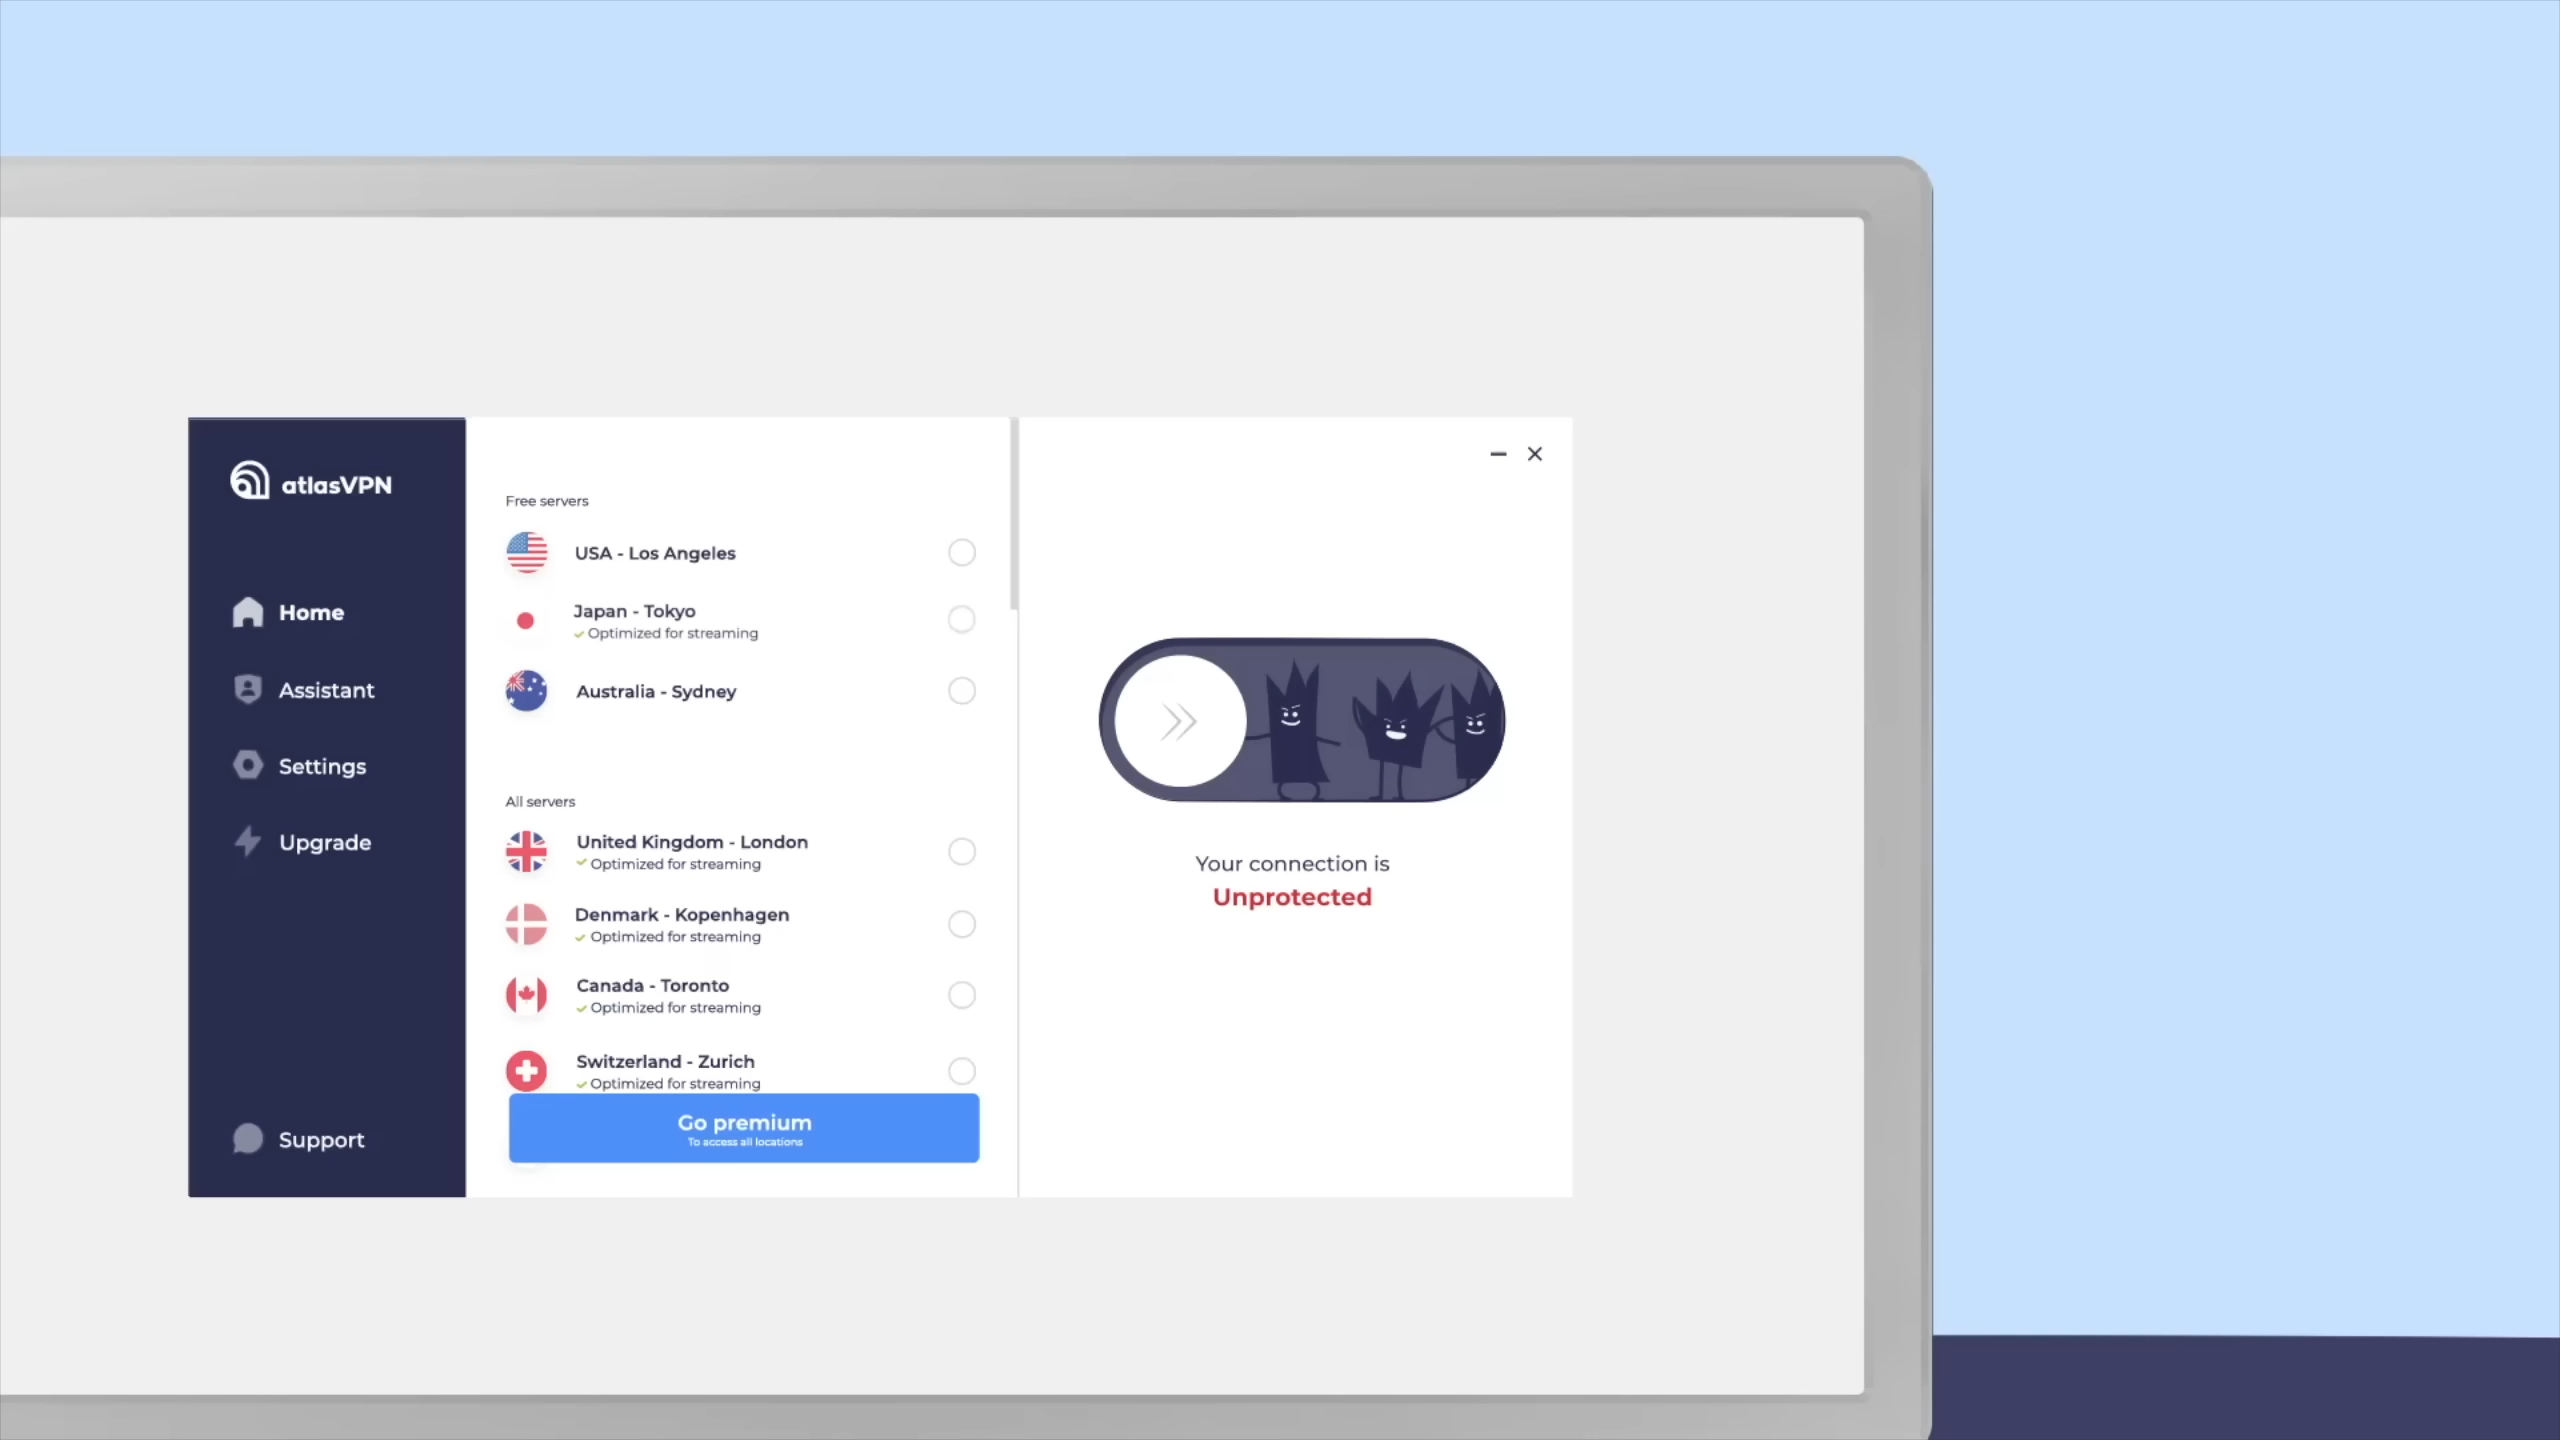 atlasVPN
Home
Assistant
Settings
Upgrade
Support
Free servers
USA - Los Angeles
Japan - Tokyo
Optimized for streaming
Australia - Sydney
All servers
United Kingdom - London
Optimized for streaming
Denmark - Kopenhagen
Optimized for streaming
Canada - Toronto
Optimized for streaming
Switzerland - Zurich
Optimized for streaming
Go premium
To access all locations
Your connection is
Unprotected